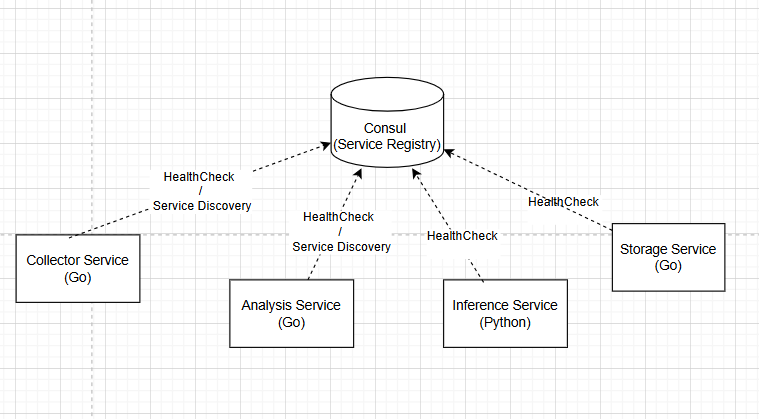 Consul
(Service Registry)
HealthCheck
/
Service Discovery
HealthCheck
/
Service Discovery
HealthCheck
HealthCheck
Collector Service
(Go)
Analysis Service
(Go)
Inference Service
(Python)
Storage Service
(Go)